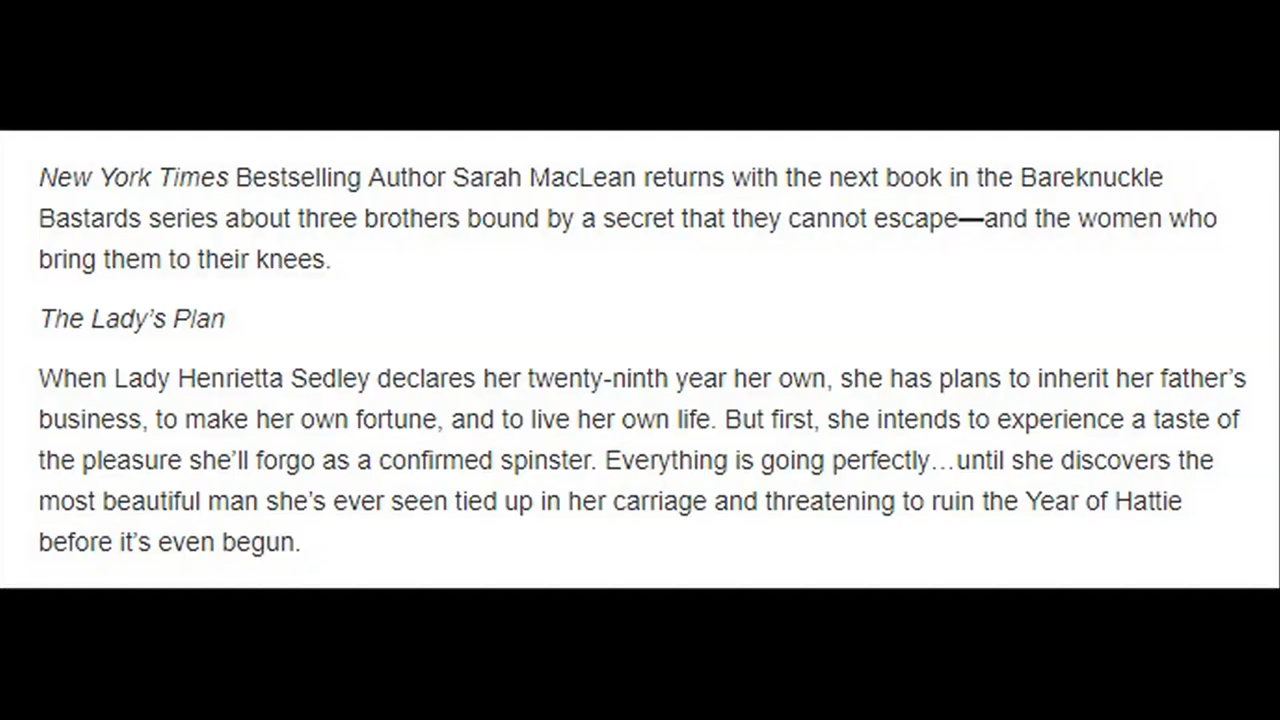 New York Times Bestselling Author Sarah MacLean returns with the next book in the Bareknuckle
Bastards series about three brothers bound by a secret that they cannot escape—and the women who
bring them to their knees.
The Lady’s Plan
When Lady Henrietta Sedley declares her twenty-ninth year her own, she has plans to inherit her father’s
business, to make her own fortune, and to live her own life. But first, she intends to experience a taste of
the pleasure she’ll forgo as a confirmed spinster. Everything is going perfectly…until she discovers the
most beautiful man she’s ever seen tied up in her carriage and threatening to ruin the Year of Hattie
before it’s even begun.